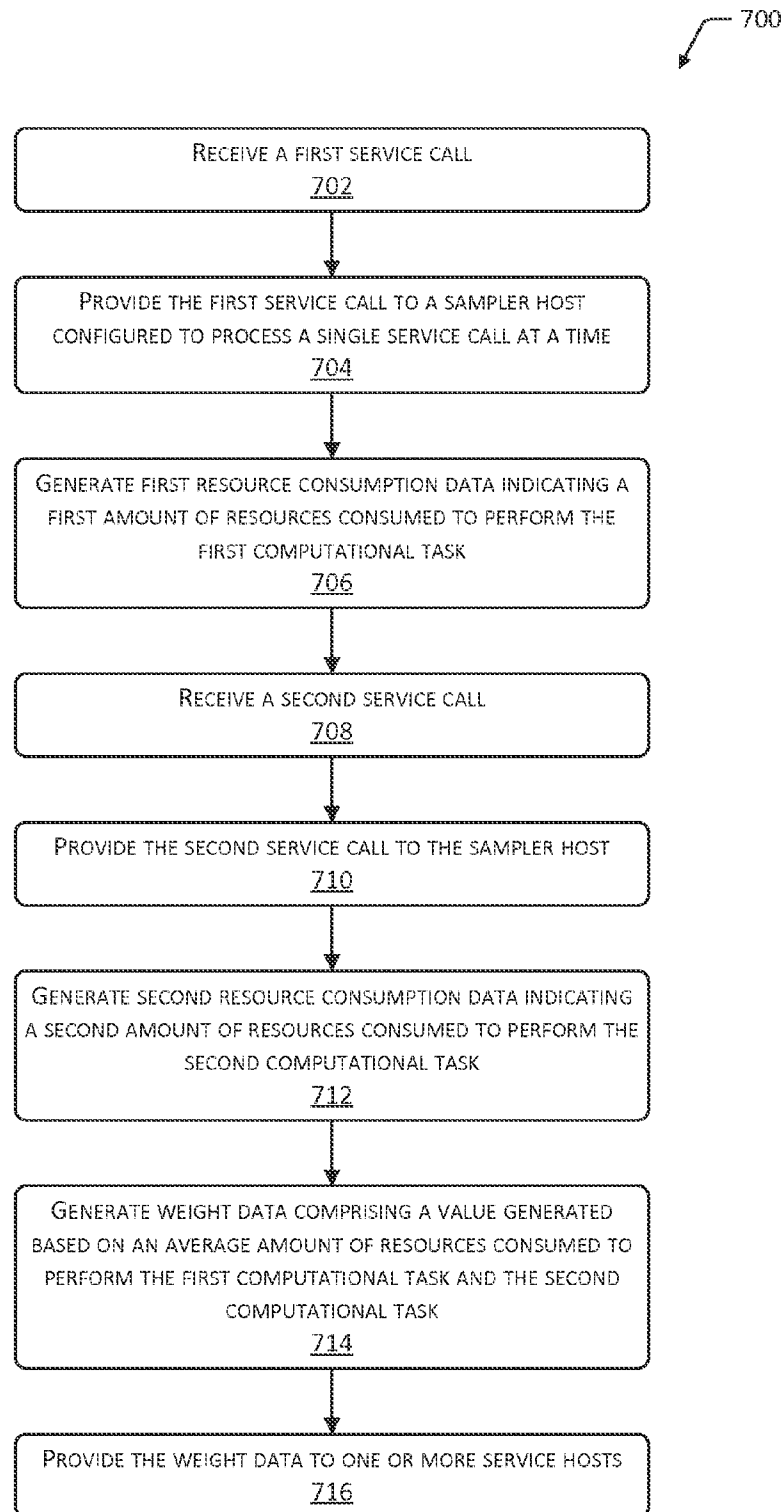 700
RECEIVE A FIRST SERVICE CALL
702
PROVIDE THE FIRST SERVICE CALL TO A SAMPLER HOST
CONFIGURED TO PROCESS A SINGLE SERVICE CALL AT A TIME
704
GENERATE FIRST RESOURCE CONSUMPTION DATA INDICATING A
FIRST AMOUNT OF RESOURCES CONSUMED TO PERFORM THE
FIRST COMPUTATIONAL TASK
706
RECEIVE A SECOND SERVICE CALL
708
PROVIDE THE SECOND SERVICE CALL TO THE SAMPLER HOST
710
GENERATE SECOND RESOURCE CONSUMPTION DATA INDICATING
A SECOND AMOUNT OF RESOURCES CONSUMED TO PERFORM THE
SECOND COMPUTATIONAL TASK
712
GENERATE WEIGHT DATA COMPRISING A VALUE GENERATED
BASED ON AN AVERAGE AMOUNT OF RESOURCES CONSUMED TO
PERFORM THE FIRST COMPUTATIONAL TASK AND THE SECOND
COMPUTATIONAL TASK
714
PROVIDE THE WEIGHT DATA TO ONE OR MORE SERVICE HOSTS
716